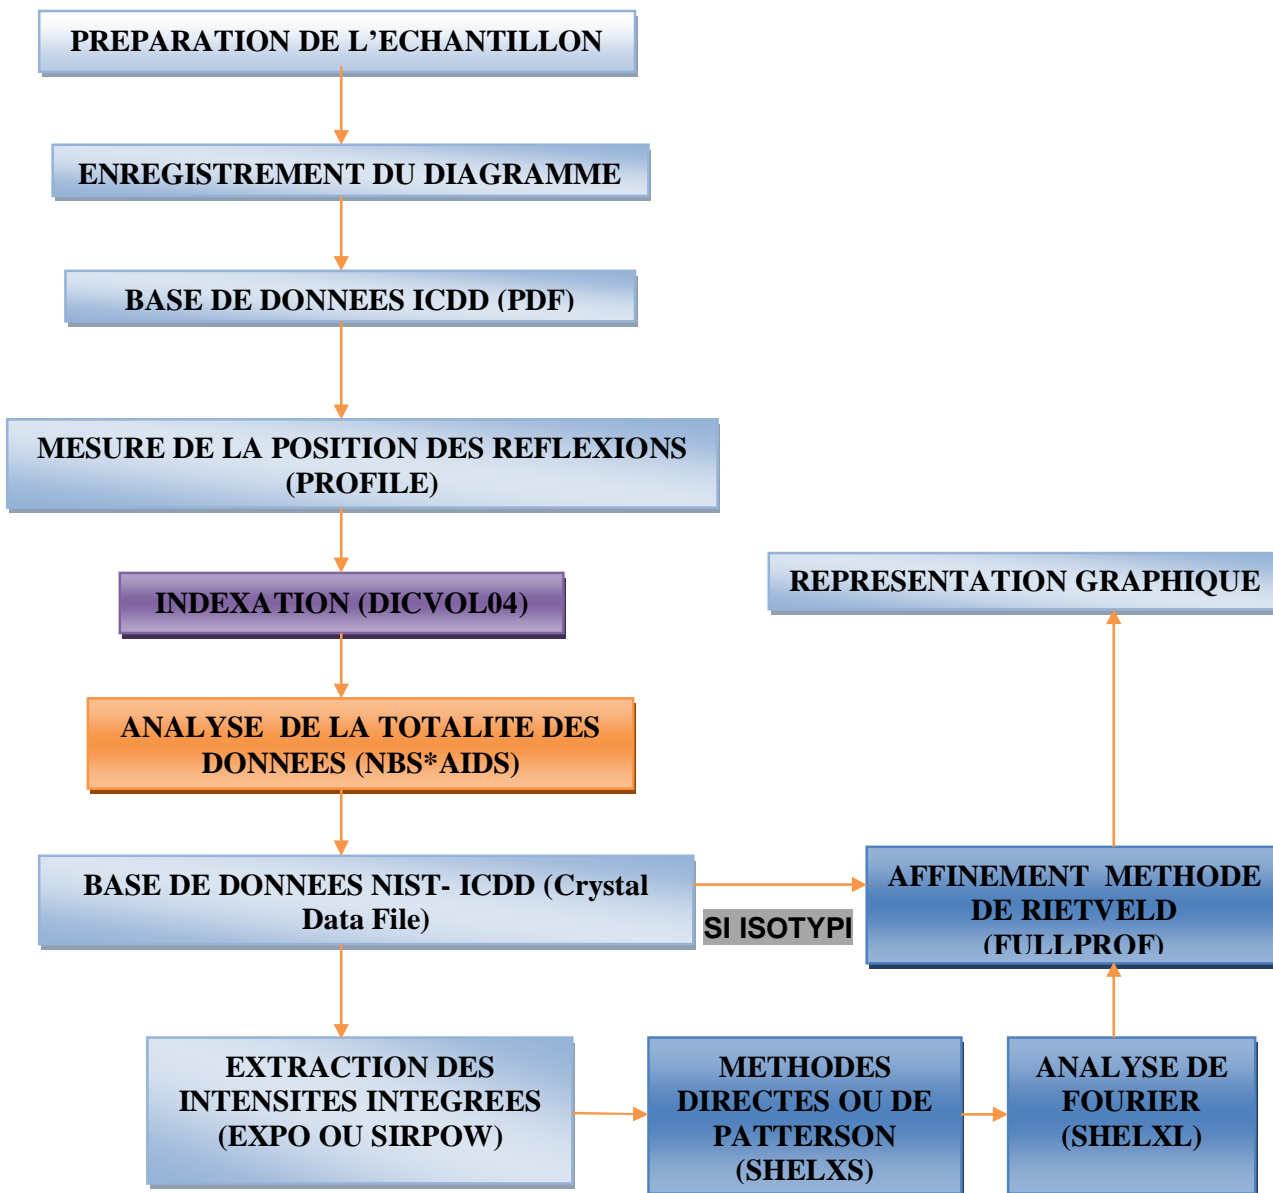 PREPARATION DE L’ECHANTILLON
ENREGISTREMENT DU DIAGRAMME
BASE DE DONNEES ICDD (PDF)
MESURE DE LA POSITION DES REFLEXIONS
(PROFILE)
INDEXATION (DICVOL04)
REPRESENTATION GRAPHIQUE
ANALYSE DE LA TOTALITE DES
DONNEES (NBS*AIDS)
BASE DE DONNEES NIST- ICDD (Crystal
Data File)
SI ISOTYPI
AFFINEMENT METHODE
DE RIETVELD
(FULLPROF)
EXTRACTION DES
INTENSITES INTEGREES
(EXPO OU SIRPOW)
METHODES
DIRECTES OU DE
PATTERSON
(SHELXS)
ANALYSE DE
FOURIER
(SHELXL)